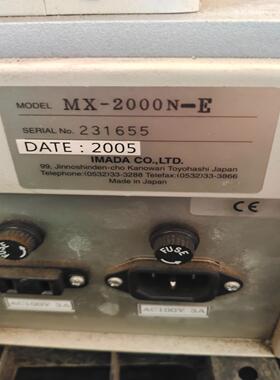 MODEL MX-2000N-E
SERIAL No. 231655
DATE : 2005
IMADA CO.,LTD.
99, Jinnoshinden-cho Kanowari Toyohashi Japan
Telephone:(0532)33-3288 Telefax:(0532)33-3866
Made in Japan
CE
FUSE
AC100V 3A
AC100V 3A